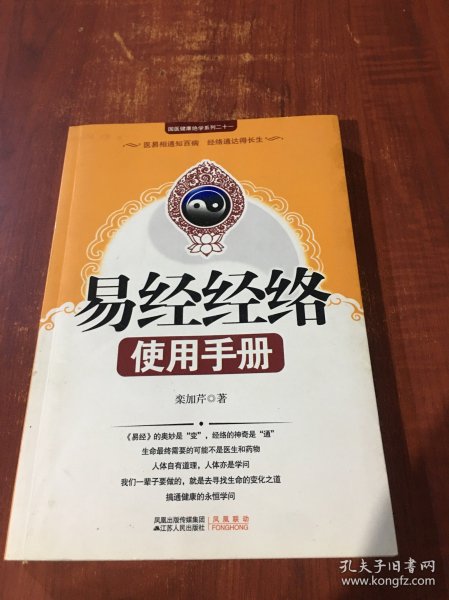 国医健康绝学系列二十一
医易相通知百病 经络通达得长生
易经经络
使用手册
栾加芹◎著
《易经》的奥妙是“变”，经络的神奇是“通”
生命最终需要的可能不是医生和药物
人体自有道理，人体亦是学问
我们一辈子要做的，就是去寻找生命的变化之道
搞通健康的永恒学问
凤凰出版传媒集团
江苏人民出版社
凤凰联动
FONGHONG
孔夫子旧书网
www.kongfz.com